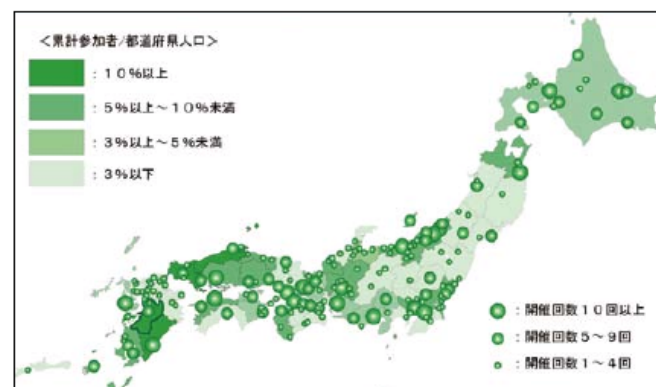 ＜累計参加者/都道府県人口＞
：１０％以上
：５％以上～１０％未満
：３％以上～５％未満
：３％以下
：開催回数１０回以上
：開催回数５～９回
：開催回数１～４回